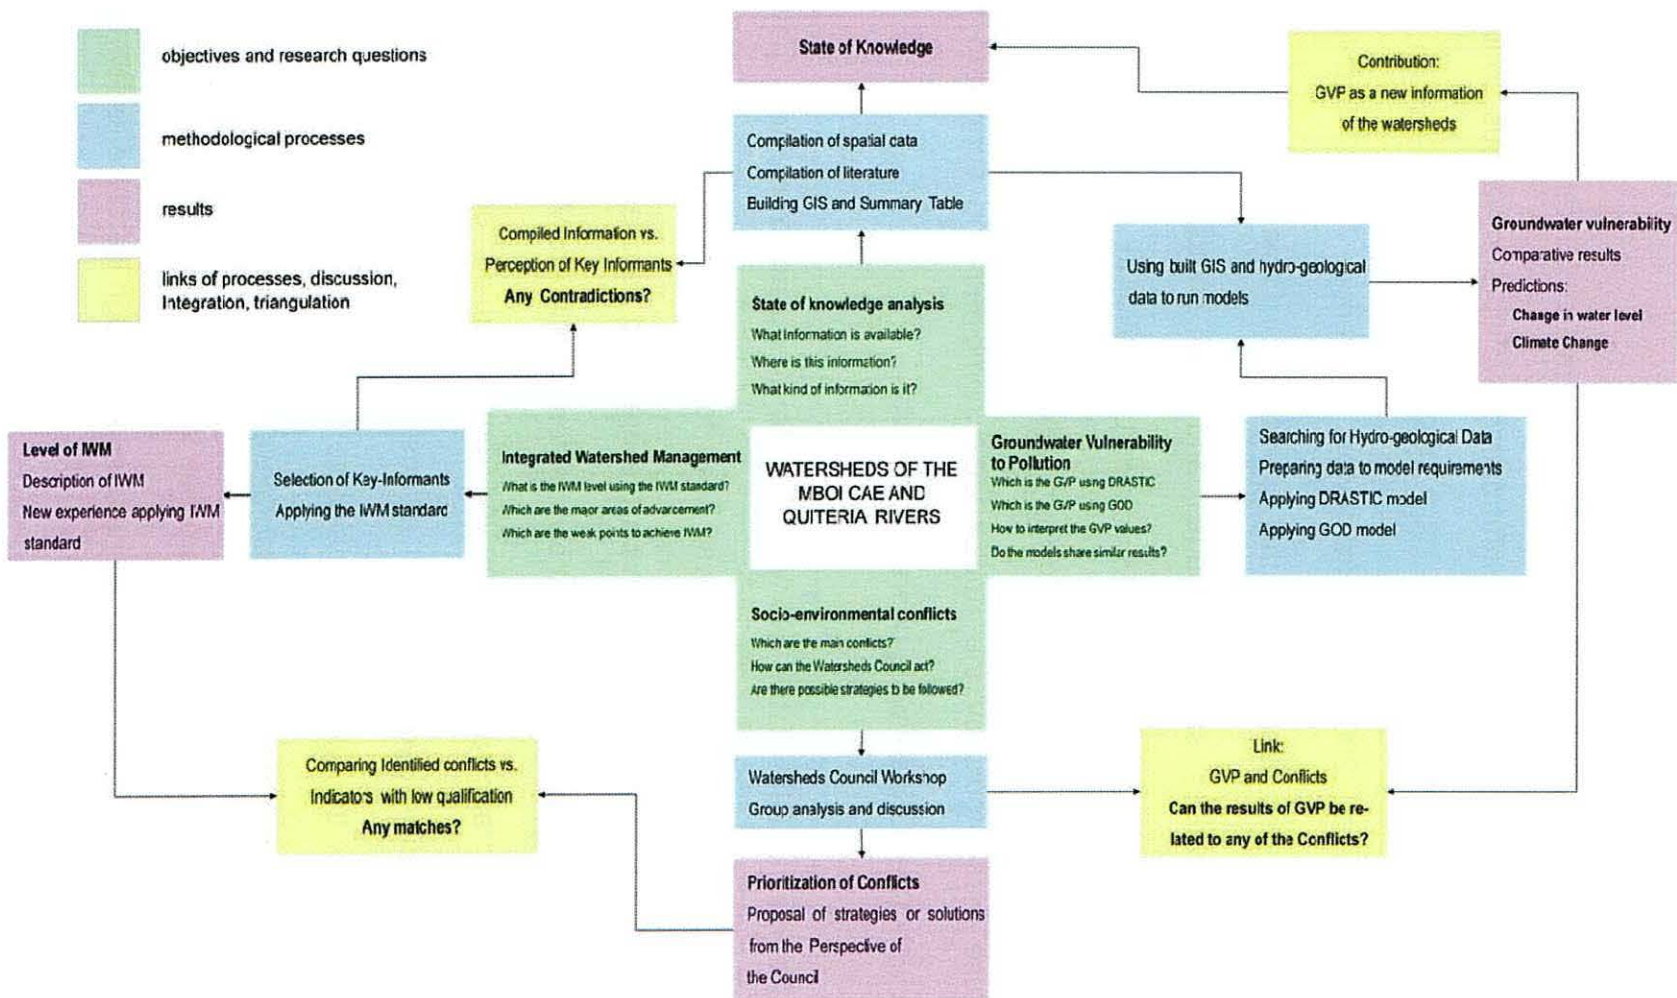 objectives and research questions
methodological processes
results
links of processes, discussion,
Integration, triangulation
State of Knowledge
Contribution:
GVP as a new information
of the watersheds
Compilation of spatial data
Compilation of literature
Building GIS and Summary Table
Compiled Information vs.
Perception of Key Informants
Any Contradictions?
Using built GIS and hydro-geological
data to run models
Groundwater vulnerability
Comparative results
Predictions:
Change in water level
Climate Change
State of knowledge analysis
What Information is available?
Where is this information?
What kind of information is it?
Level of IWM
Description of IWM
New experience applying IWM
standard
Selection of Key-Informants
Applying the IWM standard
Integrated Watershed Management
What is the IWM level using the IWM standard?
Which are the major areas of advarcement?
Which are the weak points to achieve IWM?
WATERSHEDS OF THE
MBOI CAE AND
QUITERIA RIVERS
Groundwater Vulnerability
to Pollution
Which is the GVP using DRASTIC
Which is the GVP using GOD
How to interpret the GVP values?
Do the models share similar results?
Searching for Hydro-geological Data
Preparing data to model requirements
Applying DRASTIC model
Applying GOD model
Socio-environmental conflicts
Which are the main conflicts?
How can the Watersheds Council act?
Are there possible strategies to be followed?
Comparing Identified conflicts vs.
Indicators with low qualification
Any matches?
Watersheds Council Workshop
Group analysis and discussion
Link:
GVP and Conflicts
Can the results of GVP be re-
lated to any of the Conflicts?
Prioritization of Conflicts
Proposal of strategies or solutions
from the Perspective of
the Council